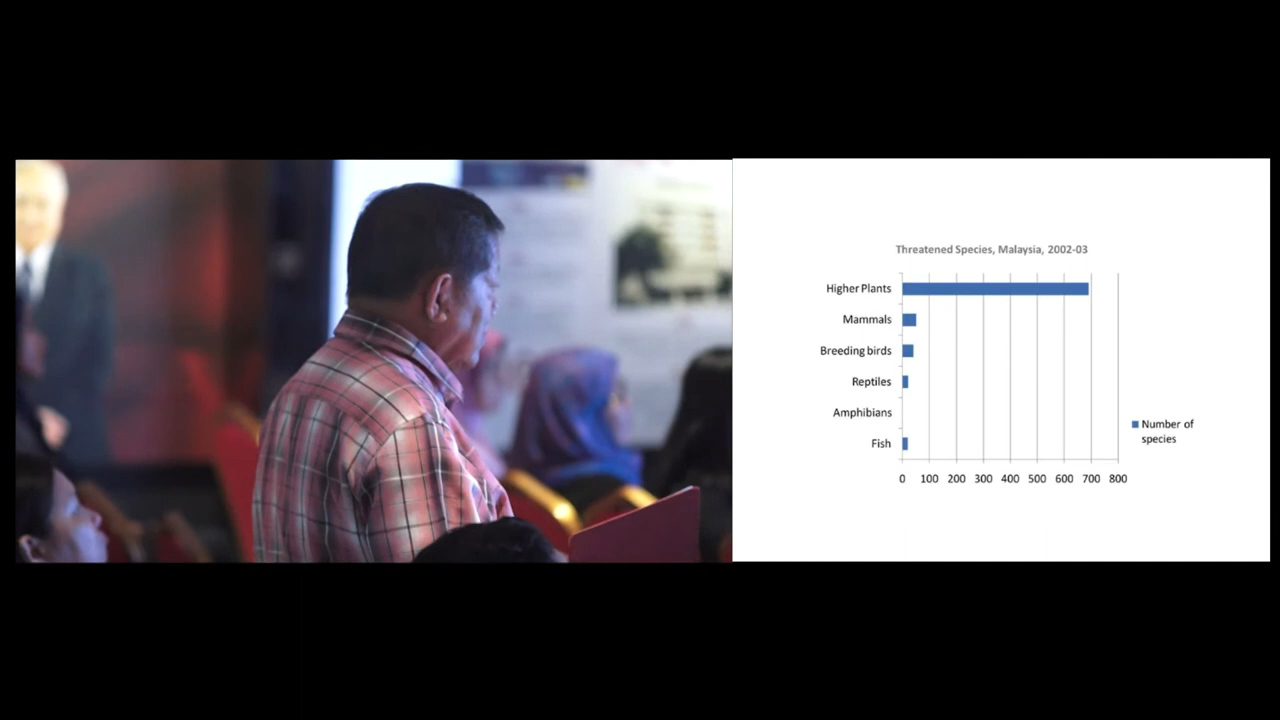 Threatened Species, Malaysia, 2002-03
Higher Plants
Mammals
Breeding birds
Reptiles
Amphibians
Fish
0 100 200 300 400 500 600 700 800
Number of
species